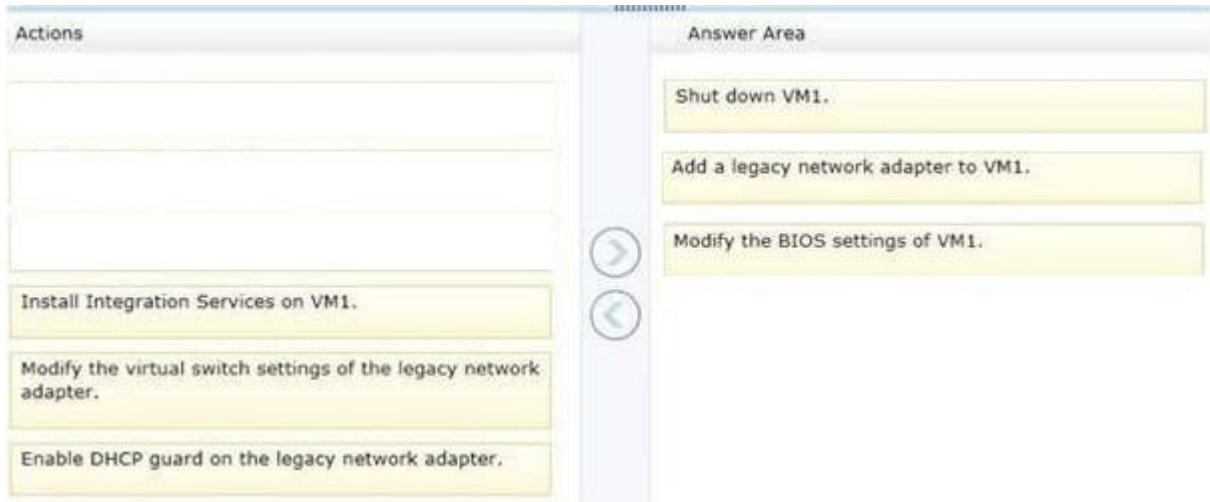 Actions
Install Integration Services on VM1.
Modify the virtual switch settings of the legacy network
adapter.
Enable DHCP guard on the legacy network adapter.
Answer Area
Shut down VM1.
Add a legacy network adapter to VM1.
Modify the BIOS settings of VM1.